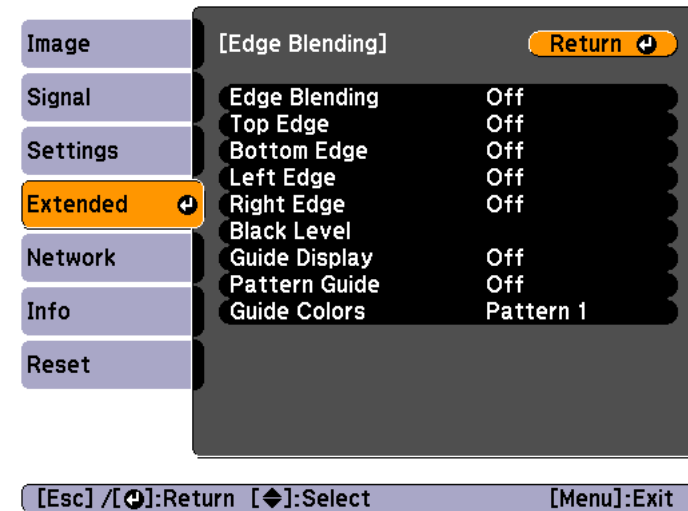 Image
Signal
Settings
Extended
Network
Info
Reset
[Edge Blending] Return
Edge Blending Off
Top Edge Off
Bottom Edge Off
Left Edge Off
Right Edge Off
Black Level
Guide Display Off
Pattern Guide Off
Guide Colors Pattern 1
[Esc] /[⏎]:Return [◆]:Select [Menu]:Exit